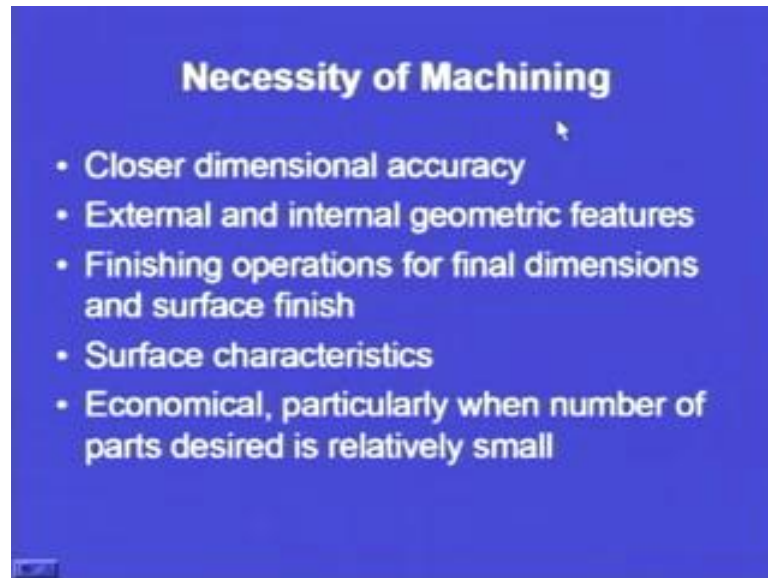 Necessity of Machining
• Closer dimensional accuracy
• External and internal geometric features
• Finishing operations for final dimensions
and surface finish
• Surface characteristics
• Economical, particularly when number of
parts desired is relatively small